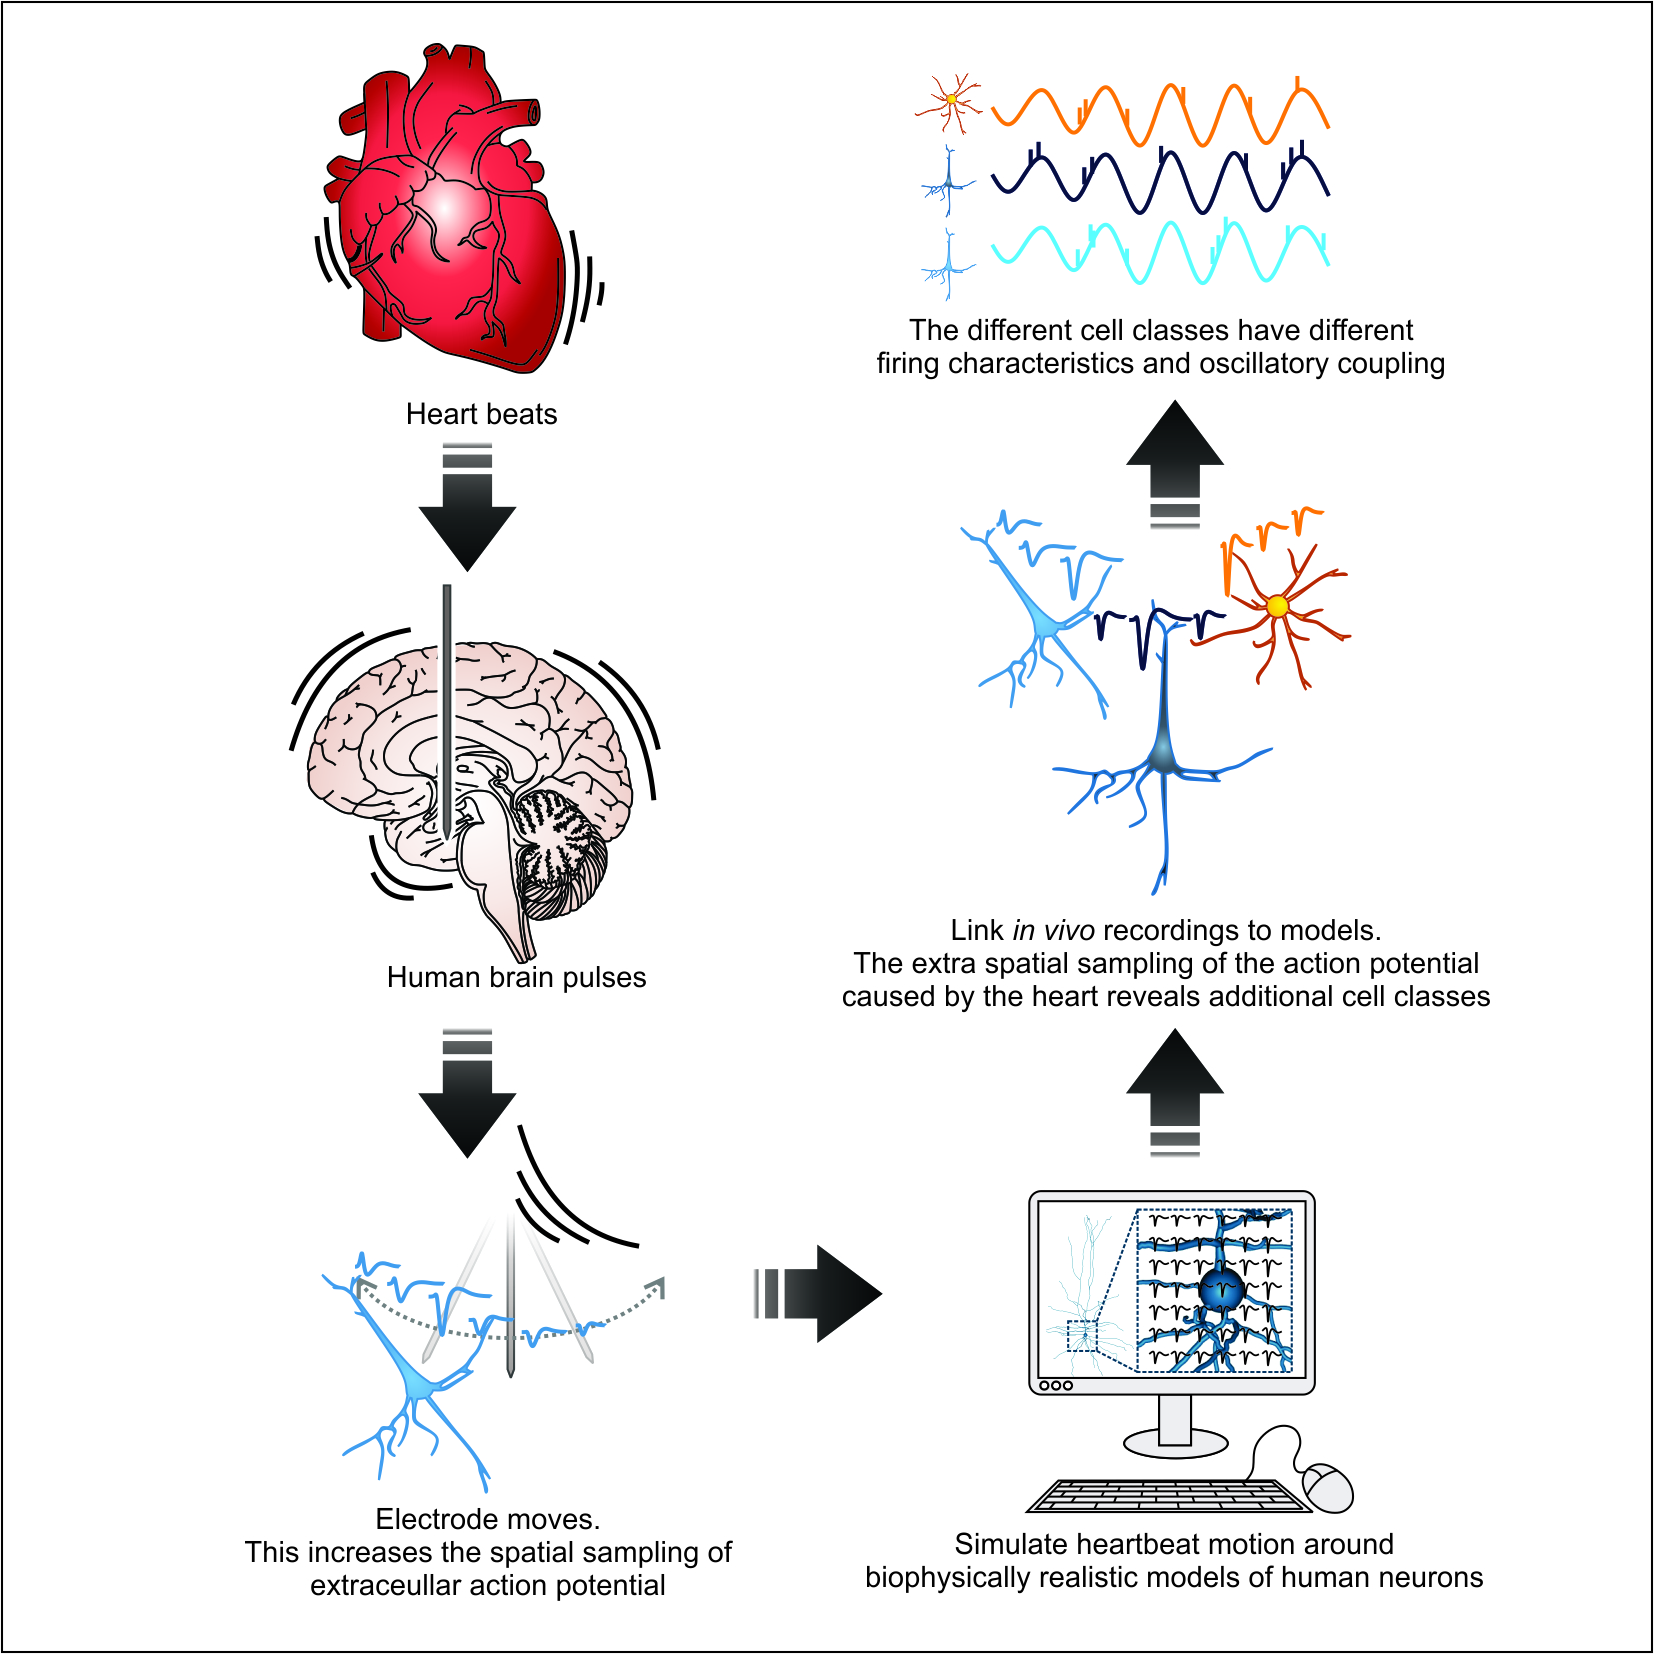 Heart beats
Human brain pulses
Electrode moves.
This increases the spatial sampling of
extraceullar action potential
Simulate heartbeat motion around
biophysically realistic models of human neurons
Link in vivo recordings to models.
The extra spatial sampling of the action potential
caused by the heart reveals additional cell classes
The different cell classes have different
firing characteristics and oscillatory coupling